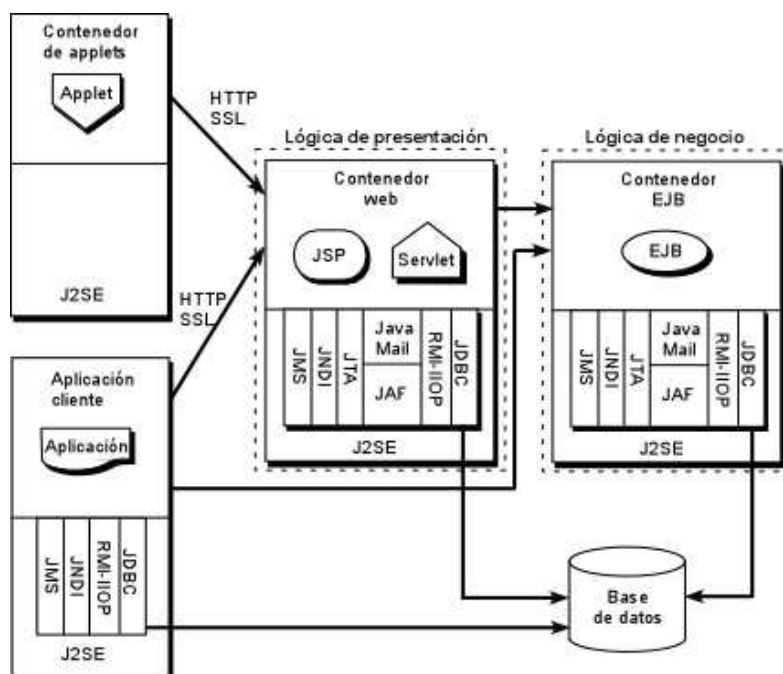 Contenedor
de applets
Applet
J2SE
HTTP
SSL
Lógica de presentación
Contenedor
web
JSP
Servlet
JMS
JNDI
JTA
Java
Mail
JAF
RMI-IIOP
JDBC
J2SE
Lógica de negocio
Contenedor
EJB
EJB
JMS
JNDI
JTA
Java
Mail
JAF
RMI-IIOP
JDBC
J2SE
HTTP
SSL
Aplicación
cliente
Aplicación
JMS
JNDI
RMI-IIOP
JDBC
J2SE
Base
de datos